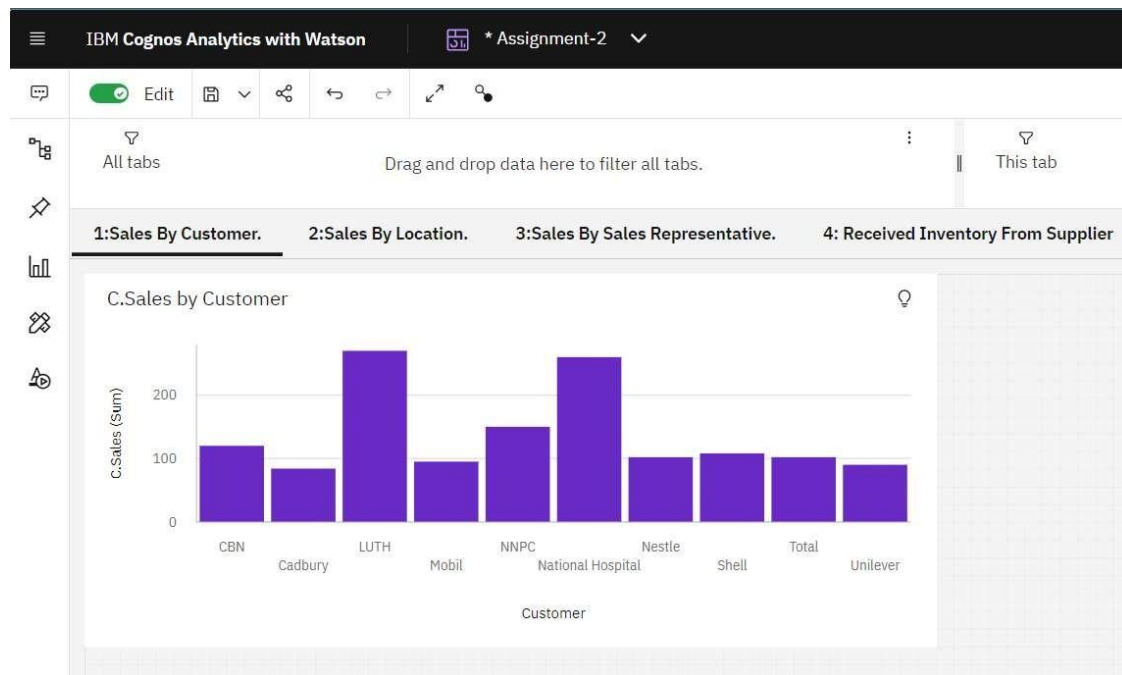 IBM Cognos Analytics with Watson
* Assignment-2
Edit
All tabs
Drag and drop data here to filter all tabs.
This tab
1:Sales By Customer.
2:Sales By Location.
3:Sales By Sales Representative.
4: Received Inventory From Supplier
C.Sales by Customer
C.Sales (Sum)
200
100
0
CBN
Cadbury
LUTH
Mobil
NNPC
National Hospital
Nestle
Shell
Total
Unilever
Customer